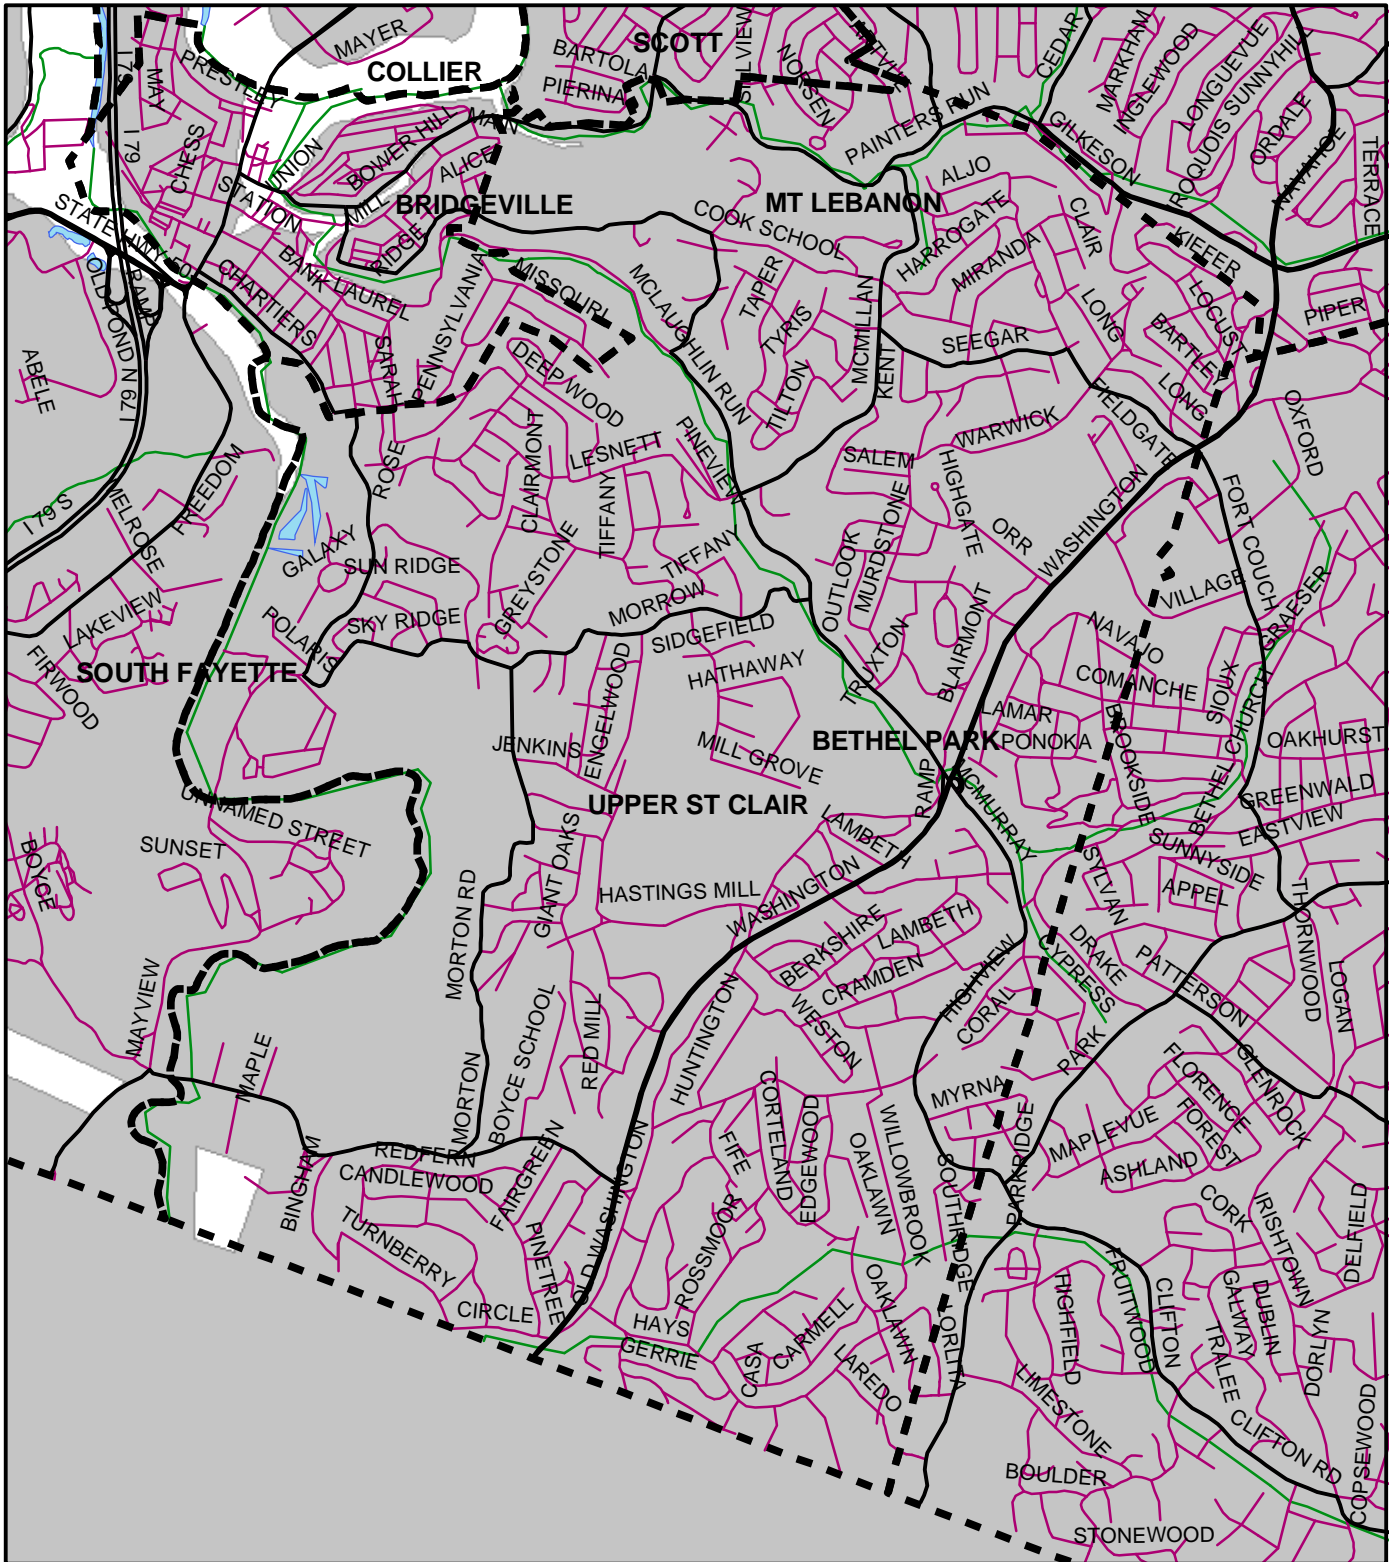 MAYER
SCOTT
COLLIER
BARTOLA
PIERINA
NORSEN
CEDAR
MARKHAM
INGLEWOOD
LONGUEVUE
SUNNYHILL
ROQUOIS
ORDALE
NAVAHOE
TERRACE
I 79
MAY
PRESTLEY
I 79
CHESS
UNION
BOWER HILL
MAIN
ALICE
PAINTERS RUN
GILKESON
ALJO
STATION
MILL
BRIDGEVILLE
MT LEBANON
COOK SCHOOL
HARROGATE
CLAIR
KIEFER
STATE HWY 50
RIDGE
BANK
LAUREL
CHARTIERS
OLD POND
RAMP
I 79 N
PENNSYLVANIA
MISSOURI
MCLAUGHLIN RUN
TAPER
TYRIS
TILTON
MCMILLAN
KENT
MIRANDA
SEEGAR
LONG
LOCUST
BARTLEY
LONG
PIPER
ABELE
SARAH
DEEP WOOD
CLAIRMONT
LESNETT
PINEVIEW
SALEM
WARWICK
FIELDGATE
OXFORD
ROSE
FREEDOM
MELROSE
I 79 S
TIFFANY
HIGHGATE
ORR
WASHINGTON
FORT COUCH
GALAXY
SUN RIDGE
GREYSTONE
TIFFANY
MORROW
OUTLOOK
MURDSTONE
VILLAGE
GRAESER
LAKEVIEW
POLARIS
SKY RIDGE
SIDGEFIELD
TRUXTON
BLAIRMONT
NAVAJO
FIRWOOD
SOUTH FAYETTE
ENGELWOOD
HATHAWAY
COMANCHE
SIOUX
LAMAR
BROOKSIDE
BETHEL CHURCH
JENKINS
MILL GROVE
BETHEL PARK
PONOKA
OAKHURST
UNNAMED STREET
UPPER ST CLAIR
RAMP
MCMURRAY
GREENWALD
EASTVIEW
SUNSET
BOYCE
LAMBETH
SYLVAN
SUNNYSIDE
APPEL
GIANT OAKS
HASTINGS MILL
WASHINGTON
BERKSHIRE
LAMBETH
CRAMDEN
THORNWOOD
LOGAN
MORTON RD
HIGHVIEW
CYPRESS
DRAKE
PATTERSON
MAYVIEW
MAPLE
BOYCE SCHOOL
RED MILL
HUNTINGTON
WESTON
CORAL
PARK
FLORENCE
GLENROCK
FOREST
MORTON
CORTELAND
EDGEWOOD
MYRNA
PARKRIDGE
MAPLEVUE
ASHLAND
BINGHAM
REDFERN
CANDLEWOOD
FAIRGREEN
FIFE
OAKLAWN
WILLOWBROOK
SOUTHRIDGE
CORK
IRISHTOWN
DELFIELD
TURNBERRY
CIRCLE
PINETREE
OLD WASHINGTON
ROSSMOOR
HAYS
GERRIE
CASA
CARMELL
OAKLAWN
LAREDO
LORLITA
HIGHFIELD
FRUITWOOD
CLIFTON
GALWAY
DUBLIN
TRALEE
DORLYN
LIMESTONE
BOULDER
CLIFTON RD
COPSEWOOD
STONEWOOD